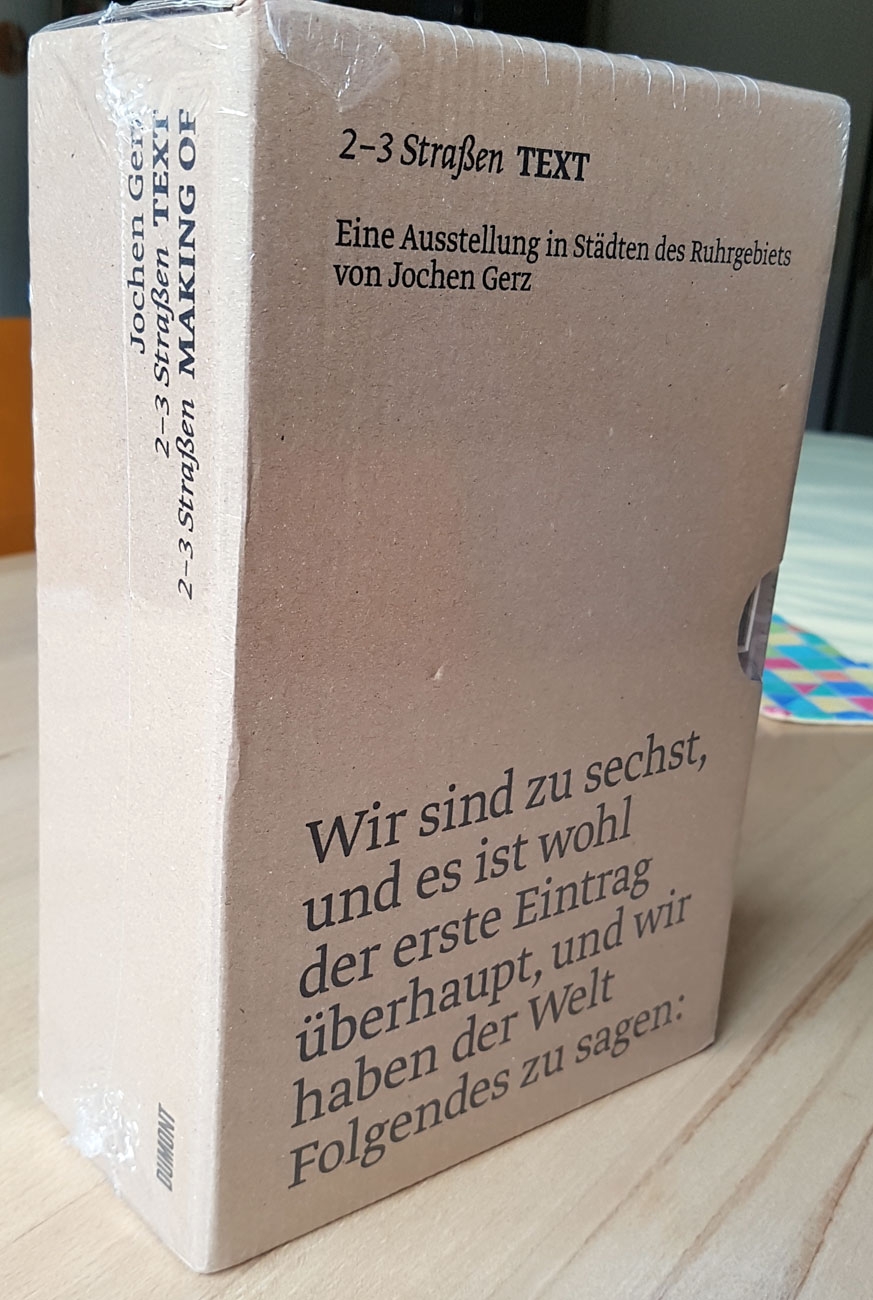 Jochen Gerz
2–3 Straßen TEXT
2–3 Straßen MAKING OF
DUMONT
2–3 Straßen TEXT
Eine Ausstellung in Städten des Ruhrgebiets
von Jochen Gerz
Wir sind zu sechst,
und es ist wohl
der erste Eintrag
überhaupt, und wir
haben der Welt
Folgendes zu sagen: